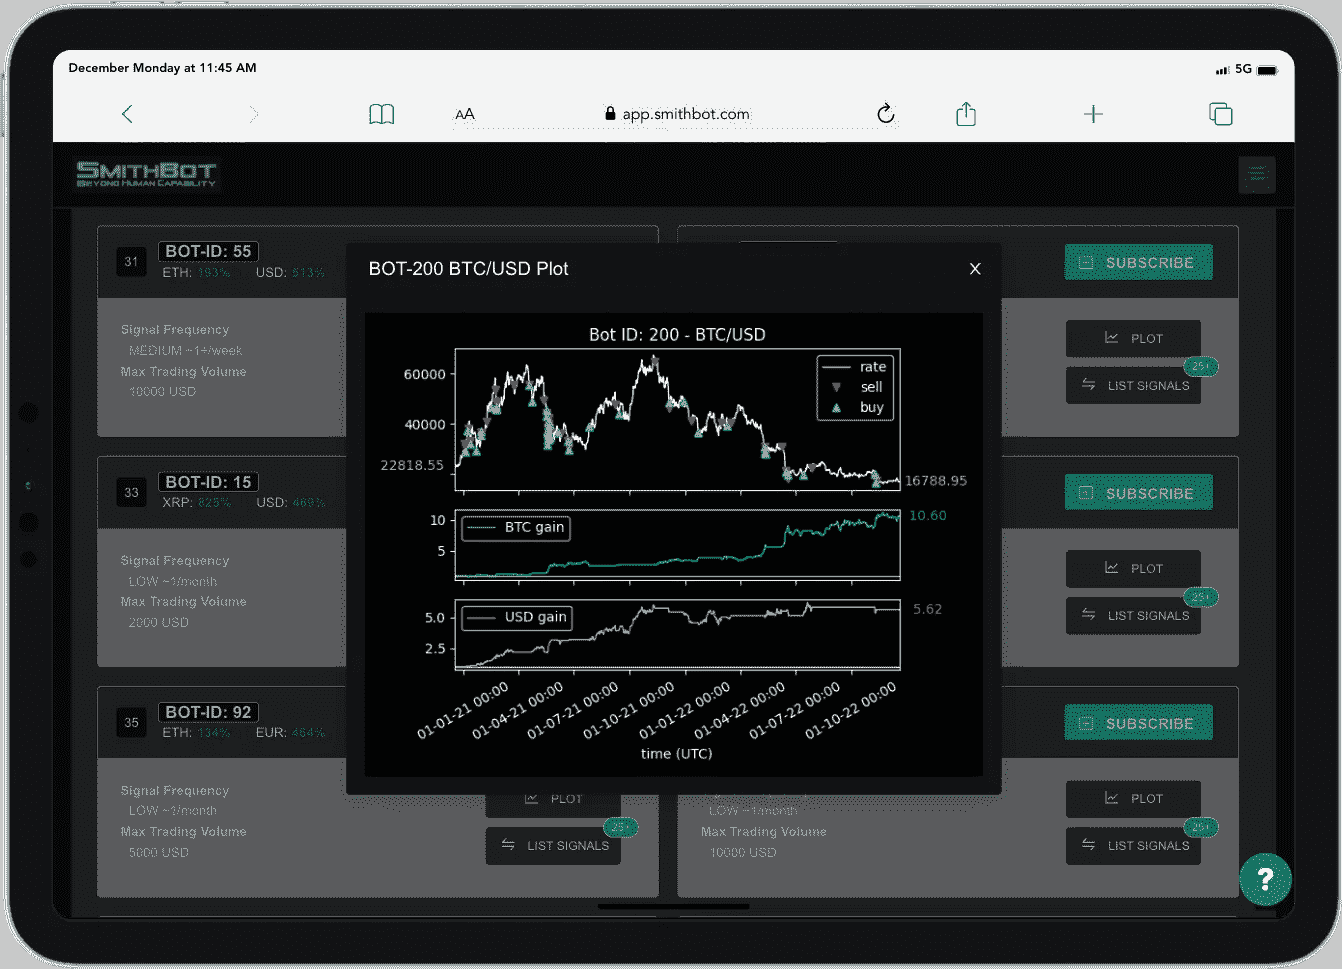 December Monday at 11:45 AM
5G
AA
app.smithbot.com
SMITHBOT
BEYOND HUMAN CAPABILITY
31
BOT-ID: 55
ETH: 193% USD: 513%
Signal Frequency
MEDIUM ~1+/week
Max Trading Volume
10000 USD
SUBSCRIBE
PLOT
25+
LIST SIGNALS
33
BOT-ID: 15
XRP: 825% USD: 469%
Signal Frequency
LOW ~1/month
Max Trading Volume
2000 USD
SUBSCRIBE
PLOT
25+
LIST SIGNALS
35
BOT-ID: 92
ETH: 134% EUR: 464%
Signal Frequency
LOW ~1/month
Max Trading Volume
5000 USD
PLOT
25+
LIST SIGNALS
SUBSCRIBE
LOW ~1/month
Max Trading Volume
10000 USD
PLOT
25+
LIST SIGNALS
?
BOT-200 BTC/USD Plot
X
Bot ID: 200 - BTC/USD
60000
40000
22818.55
rate
sell
buy
16788.95
10
5
BTC gain
10.60
5.0
2.5
USD gain
5.62
01-01-21 00:00
01-04-21 00:00
01-07-21 00:00
01-10-21 00:00
01-01-22 00:00
01-04-22 00:00
01-07-22 00:00
01-10-22 00:00
time (UTC)